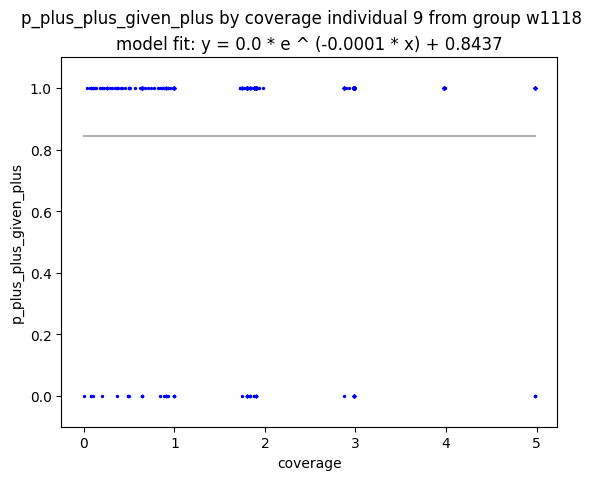 p_plus_plus_given_plus by coverage individual 9 from group w1118
model fit: y = 0.0 * e ^ (-0.0001 * x) + 0.8437
1.0
0.8
0.6
0.4
0.2
0.0
p_plus_plus_given_plus
0 1 2 3 4 5
coverage